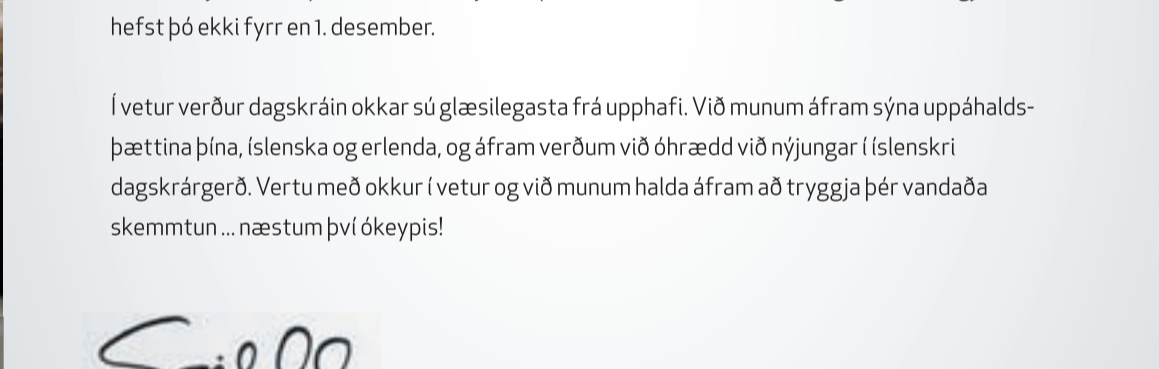 hefst þó ekki fyrr en 1. desember.
Í vetur verður dagskráin okkar sú glæsilegasta frá upphafi. Við munum áfram sýna uppáhalds-
þættina þína, íslenska og erlenda, og áfram verðum við óhrædd við nýjungar í íslenskri
dagskrárgerð. Vertu með okkur í vetur og við munum halda áfram að tryggja þér vandaða
skemmtun ... næstum því ókeypis!